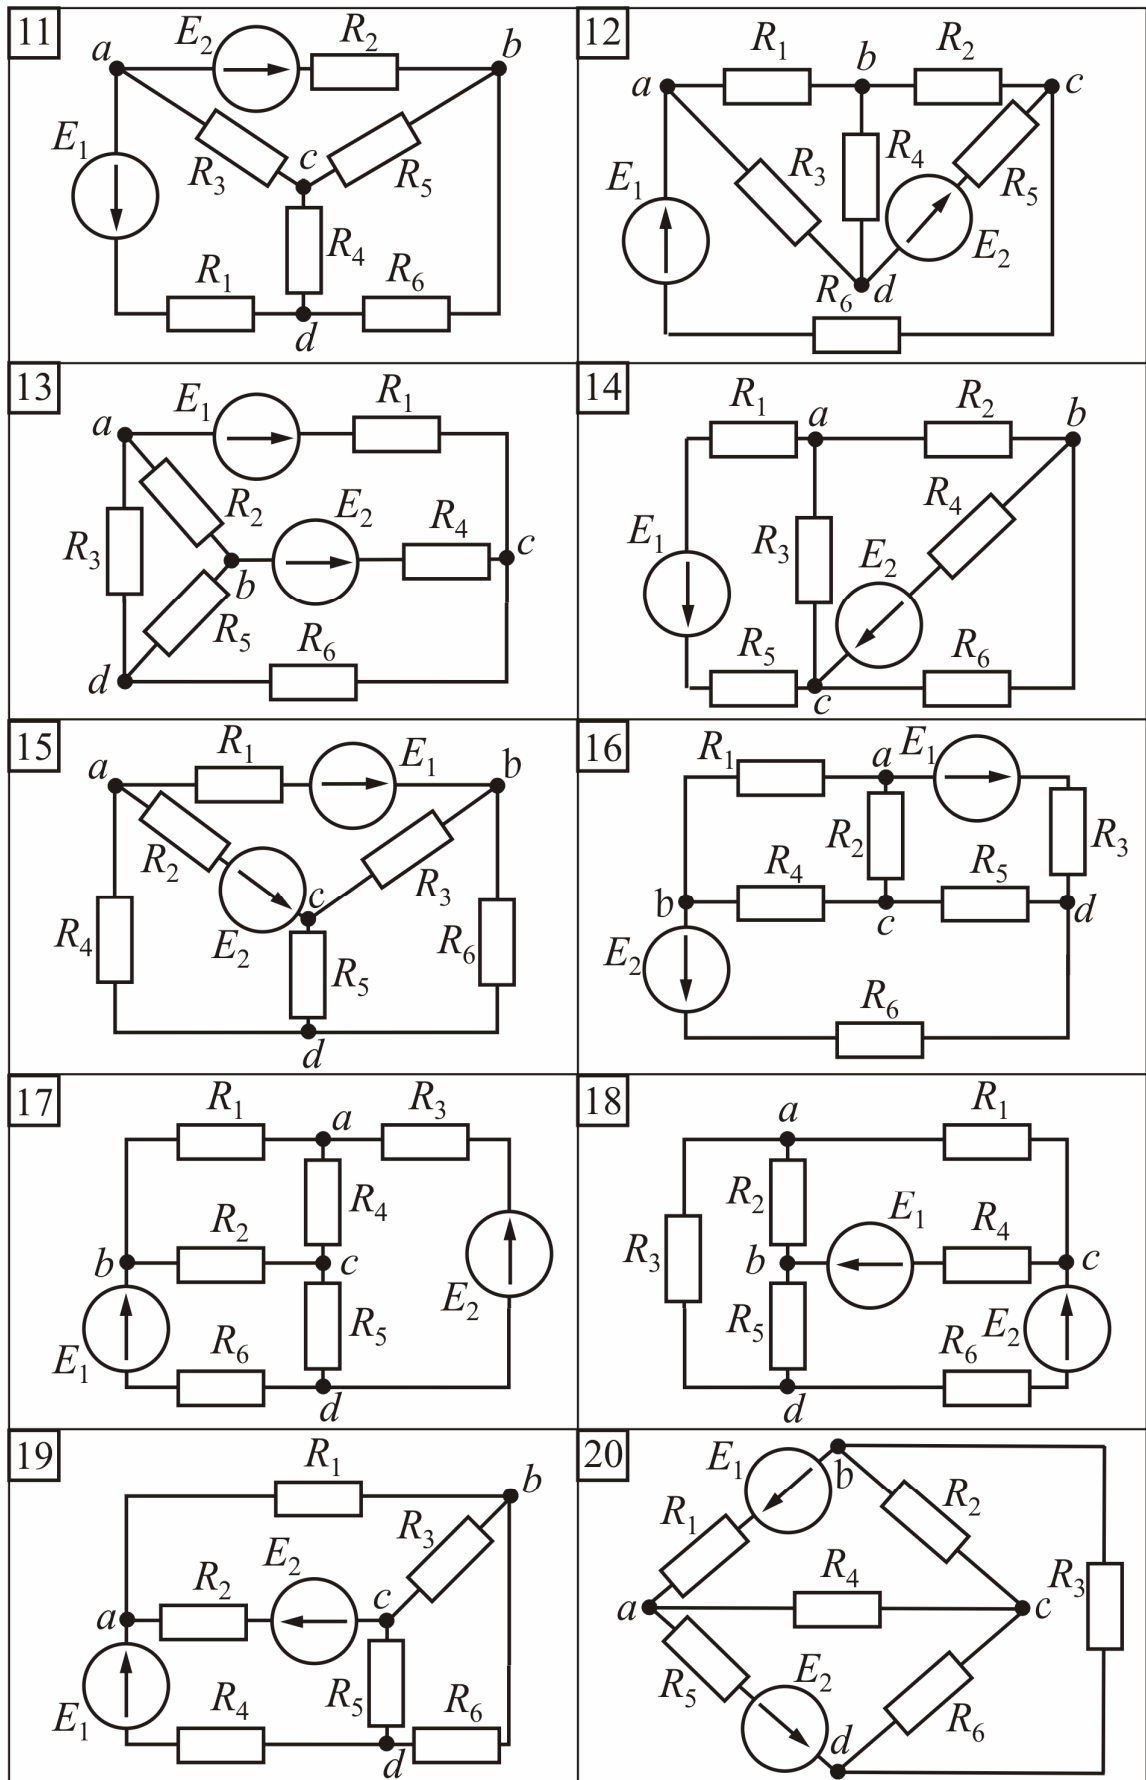 11
a E2 R2 b
E1 R3 c R5
R4
R1 R6
d
12
R1 b R2
a c
R3 R4 R5
E1 E2
R6 d
13
E1 R1
a
R2 E2 R4
R3 b c
R5 R6
d
14
R1 a R2 b
R4
E1 R3 E2
R5 R6
c
15
R1 E1
a b
R2 c R3
R4 E2 R5 R6
d
16
R1 a E1
R2 R3
R4 R5
b c d
E2 R6
17
R1 a R3
R4
R2
b c
R5 E2
E1 R6
d
18
a R1
R2 E1 R4
R3 b c
R5 R6 E2
d
19
R1 b
R3
R2 E2 c
a
E1 R4 R5 R6
d
20
E1 b R2
R1
R4 R3
a c
R5 E2 R6
d